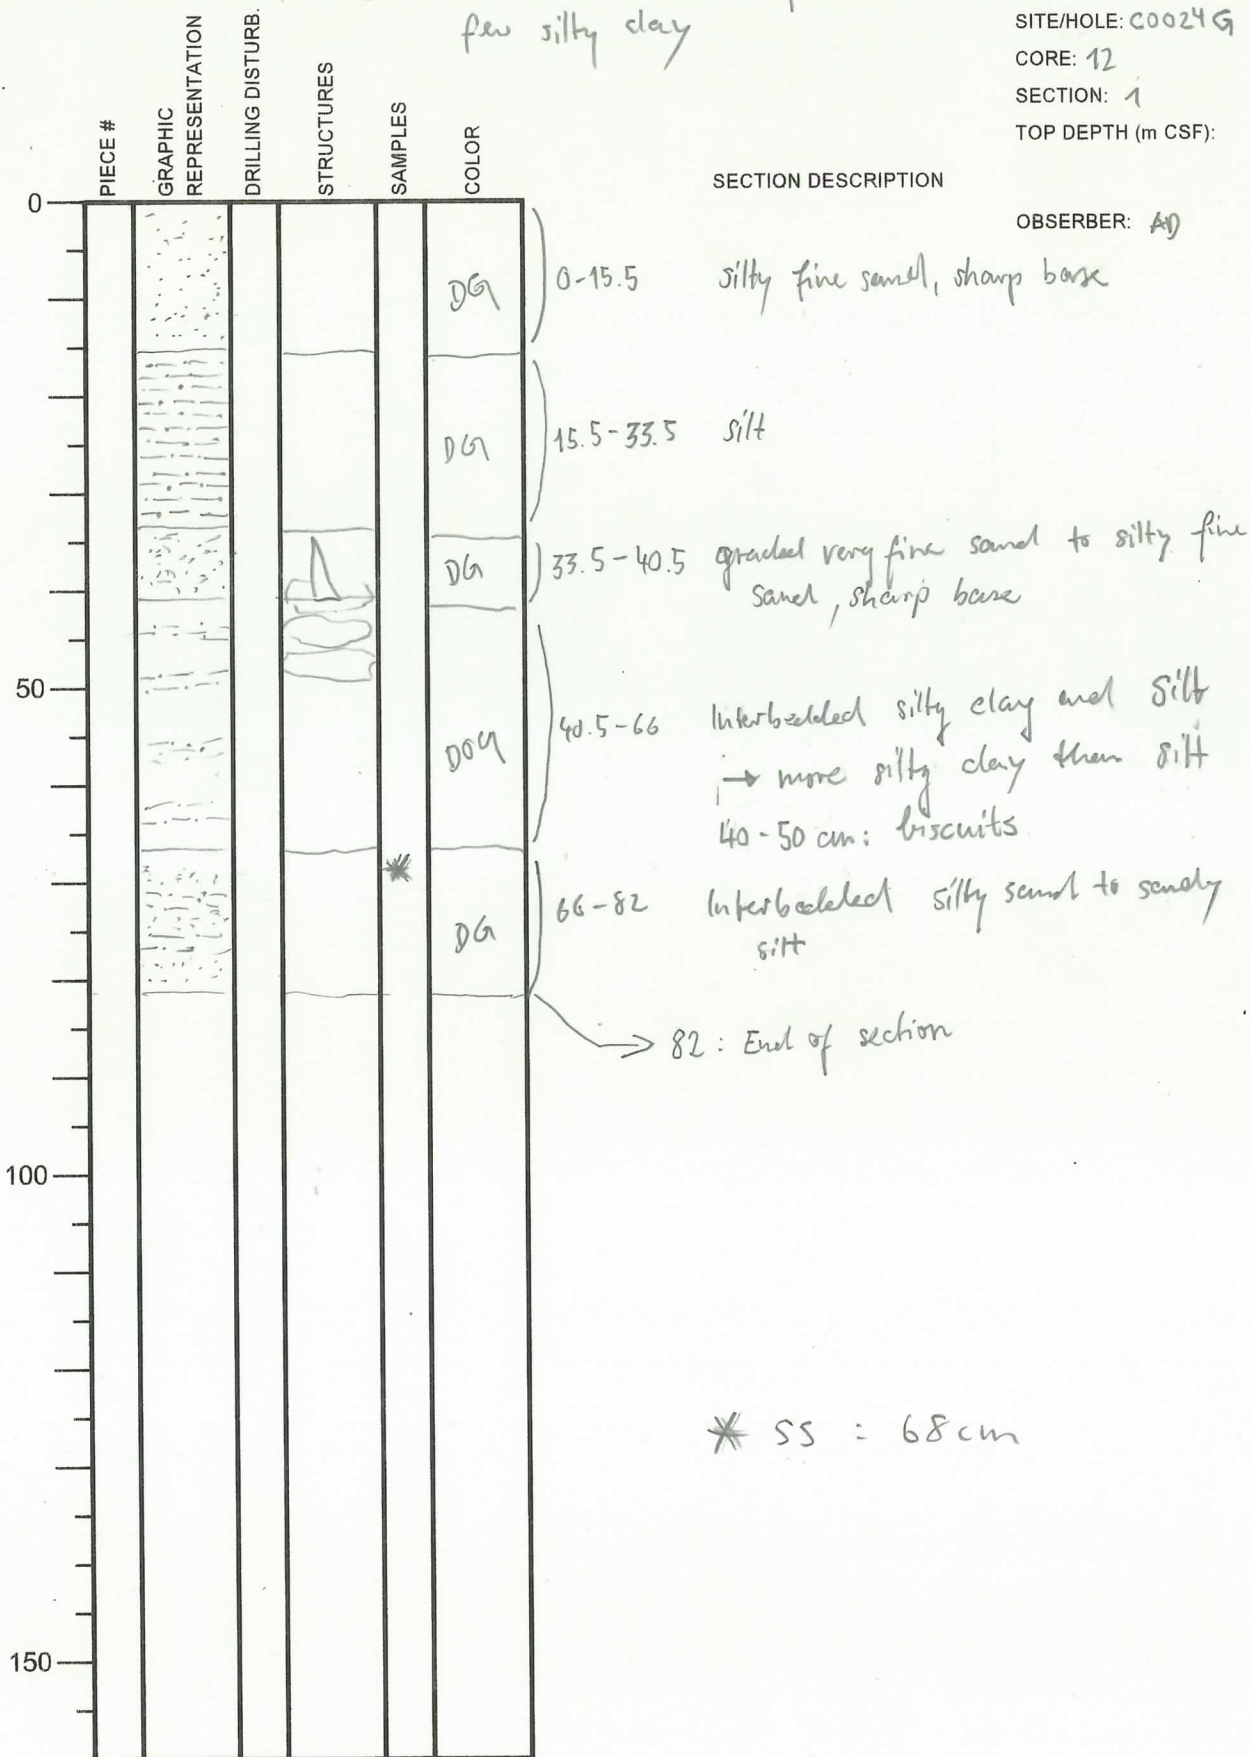 few silty clay
SITE/HOLE: C0024G
CORE: 12
SECTION: 1
TOP DEPTH (m CSF):
PIECE #
GRAPHIC
REPRESENTATION
DRILLING DISTURB.
STRUCTURES
SAMPLES
COLOR
SECTION DESCRIPTION
OBSERBER: AD
0
DG
0-15.5 silty fine sand, sharp base
DG
15.5-33.5 silt
DG
33.5-40.5 graded very fine sand to silty fine
sand, sharp base
50
DOG
40.5-66 Interbedded silty clay and silt
→ more silty clay than silt
40-50 cm: biscuits
*
DG
66-82 Interbedded silty sand to sandy
silt
82: End of section
100
* SS : 68cm
150